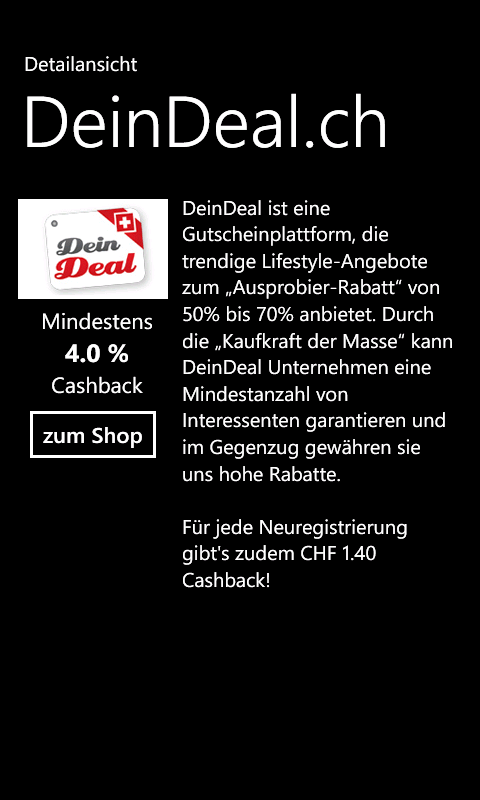 Detailansicht
DeinDeal.ch
Dein
Deal
Mindestens
4.0 %
Cashback
zum Shop
DeinDeal ist eine
Gutscheinplattform, die
trendige Lifestyle-Angebote
zum „Ausprobier-Rabatt“ von
50% bis 70% anbietet. Durch
die „Kaufkraft der Masse“ kann
DeinDeal Unternehmen eine
Mindestanzahl von
Interessenten garantieren und
im Gegenzug gewähren sie
uns hohe Rabatte.
Für jede Neuregistrierung
gibt's zudem CHF 1.40
Cashback!